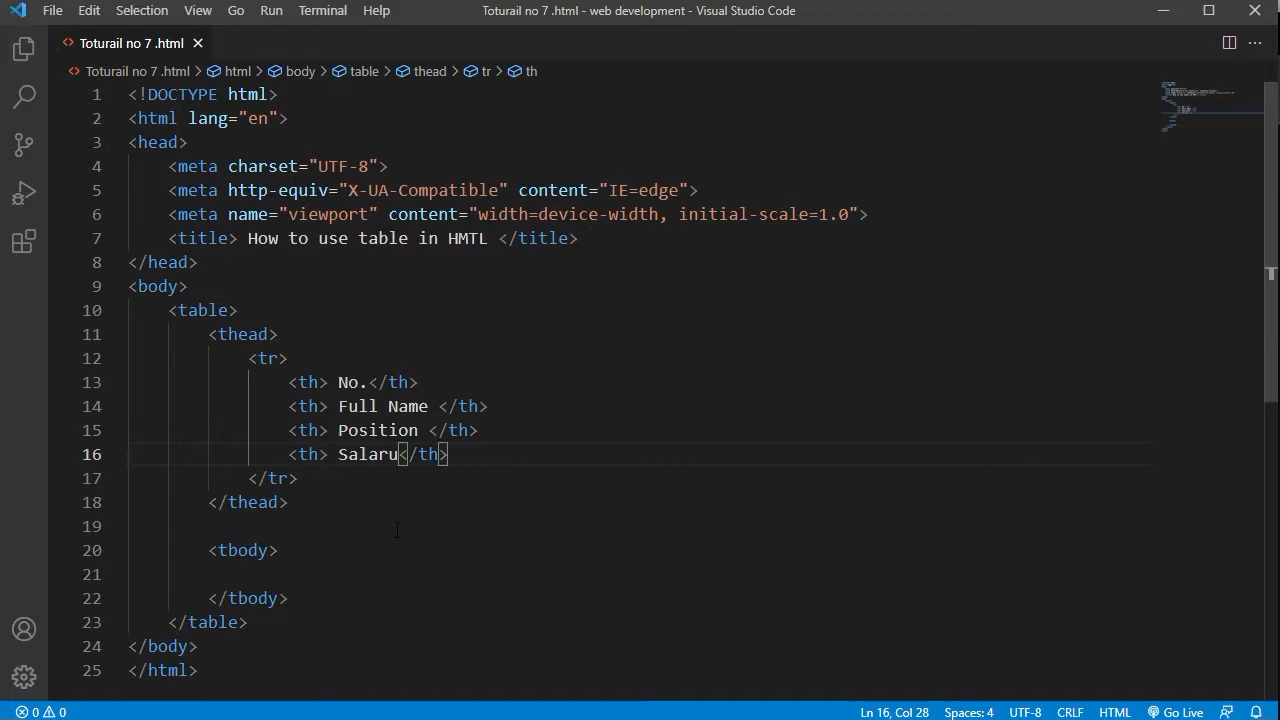 File Edit Selection View Go Run Terminal Help Toturail no 7 .html - web development - Visual Studio Code
Toturail no 7 .html
Toturail no 7 .html > html > body > table > thead > tr > th
1 <!DOCTYPE html>
2 <html lang="en">
3 <head>
4 <meta charset="UTF-8">
5 <meta http-equiv="X-UA-Compatible" content="IE=edge">
6 <meta name="viewport" content="width=device-width, initial-scale=1.0">
7 <title> How to use table in HMTL </title>
8 </head>
9 <body>
10 <table>
11 <thead>
12 <tr>
13 <th> No.</th>
14 <th> Full Name </th>
15 <th> Position </th>
16 <th> Salaru</th>
17 </tr>
18 </thead>
19
20 <tbody>
21
22 </tbody>
23 </table>
24 </body>
25 </html>
0 0 Ln 16, Col 28 Spaces: 4 UTF-8 CRLF HTML Go Live